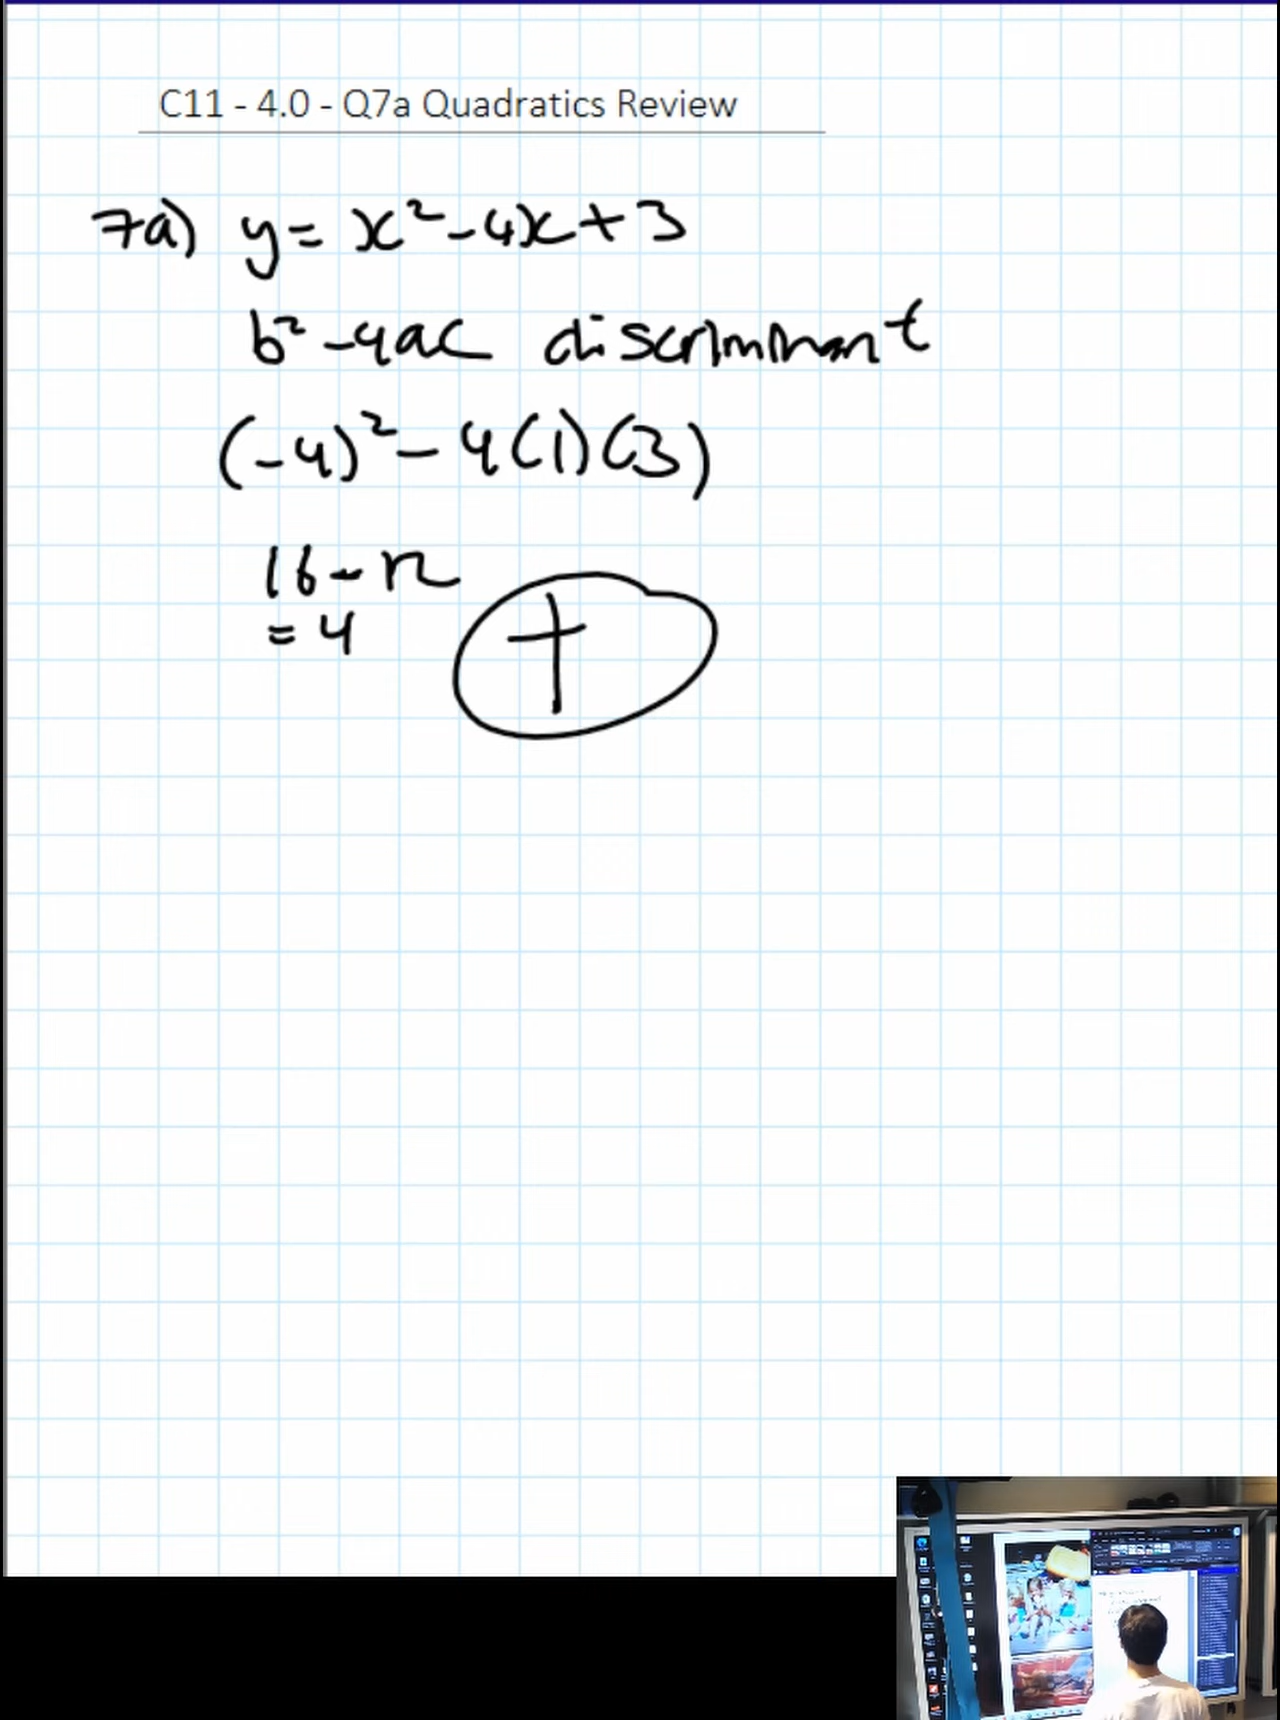 C11 - 4.0 - Q7a Quadratics Review
7a) y = x² - 4x + 3
b² - 4ac discriminant
(-4)² - 4(1)(3)
16 - 12
= 4
+